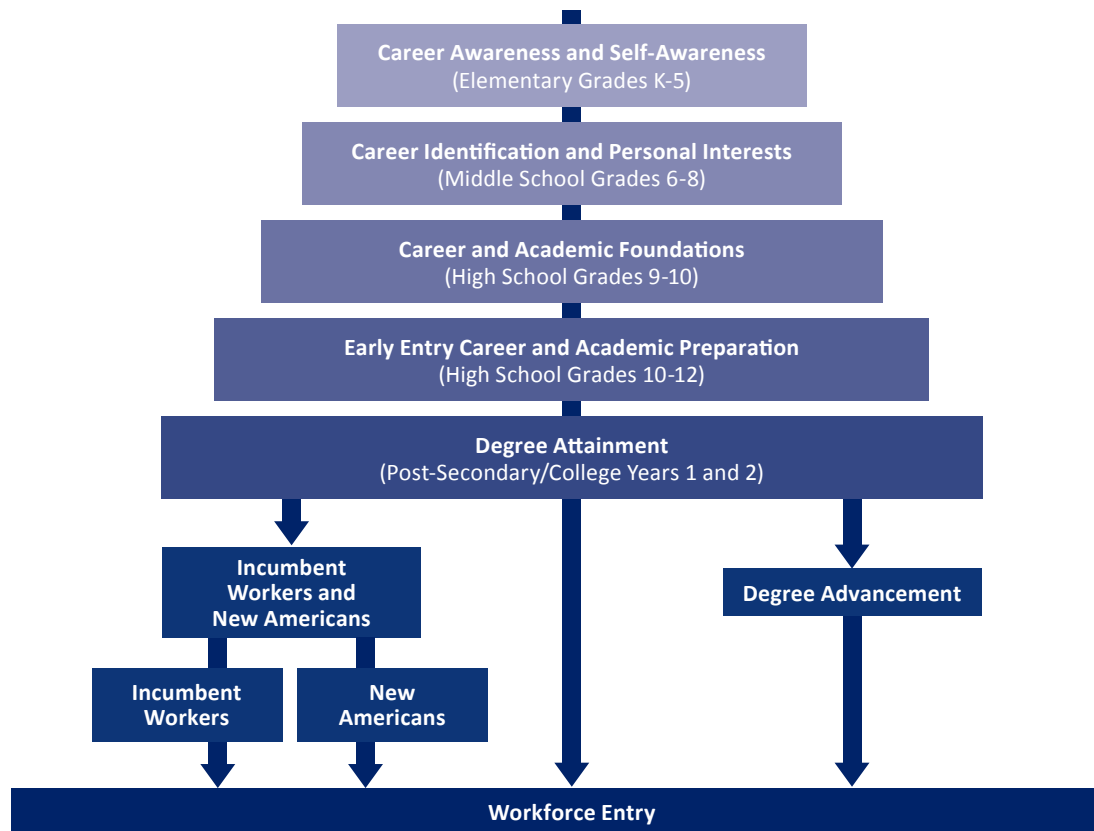 Career Awareness and Self-Awareness
(Elementary Grades K-5)
Career Identification and Personal Interests
(Middle School Grades 6-8)
Career and Academic Foundations
(High School Grades 9-10)
Early Entry Career and Academic Preparation
(High School Grades 10-12)
Degree Attainment
(Post-Secondary/College Years 1 and 2)
Incumbent
Workers and
New Americans
Degree Advancement
Incumbent
Workers
New
Americans
Workforce Entry